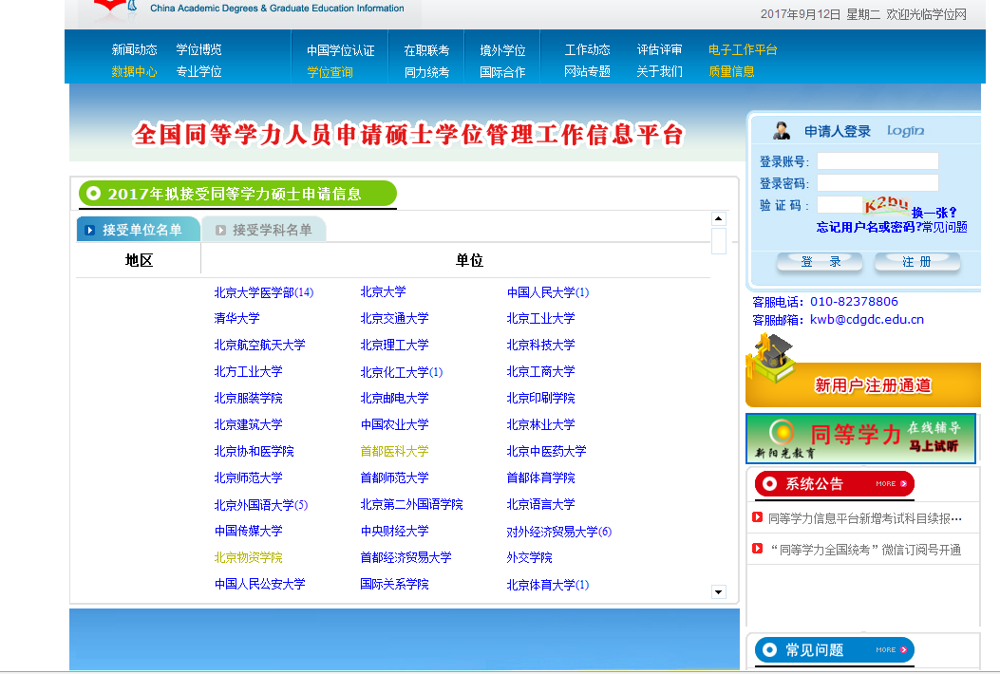 China Academic Degrees & Graduate Education Information
2017年9月12日 星期二 欢迎光临学位网
新闻动态 学位博览 中国学位认证 在职联考 境外学位 工作动态 评估评审 电子工作平台
数据中心 专业学位 学位查询 同力统考 国际合作 网站专题 关于我们 质量信息
全国同等学力人员申请硕士学位管理工作信息平台
申请人登录 Login
登录账号:
登录密码:
验 证 码 :
k2by 换一张?
忘记用户名或密码?常见问题
登 录 注 册
客服电话: 010-82378806
客服邮箱: kwb@cdgdc.edu.cn
新用户注册通道
新阳光教育 同等学力 在线辅导 马上试听
系统公告 MORE
同等学力信息平台新增考试科目续报···
“同等学力全国统考”微信订阅号开通
常见问题 MORE
2017年拟接受同等学力硕士申请信息
接受单位名单 接受学科名单
地区 单位
北京大学医学部(14) 北京大学 中国人民大学(1)
清华大学 北京交通大学 北京工业大学
北京航空航天大学 北京理工大学 北京科技大学
北方工业大学 北京化工大学(1) 北京工商大学
北京服装学院 北京邮电大学 北京印刷学院
北京建筑大学 中国农业大学 北京林业大学
北京协和医学院 首都医科大学 北京中医药大学
北京师范大学 首都师范大学 首都体育学院
北京外国语大学(5) 北京第二外国语学院 北京语言大学
中国传媒大学 中央财经大学 对外经济贸易大学(6)
北京物资学院 首都经济贸易大学 外交学院
中国人民公安大学 国际关系学院 北京体育大学(1)